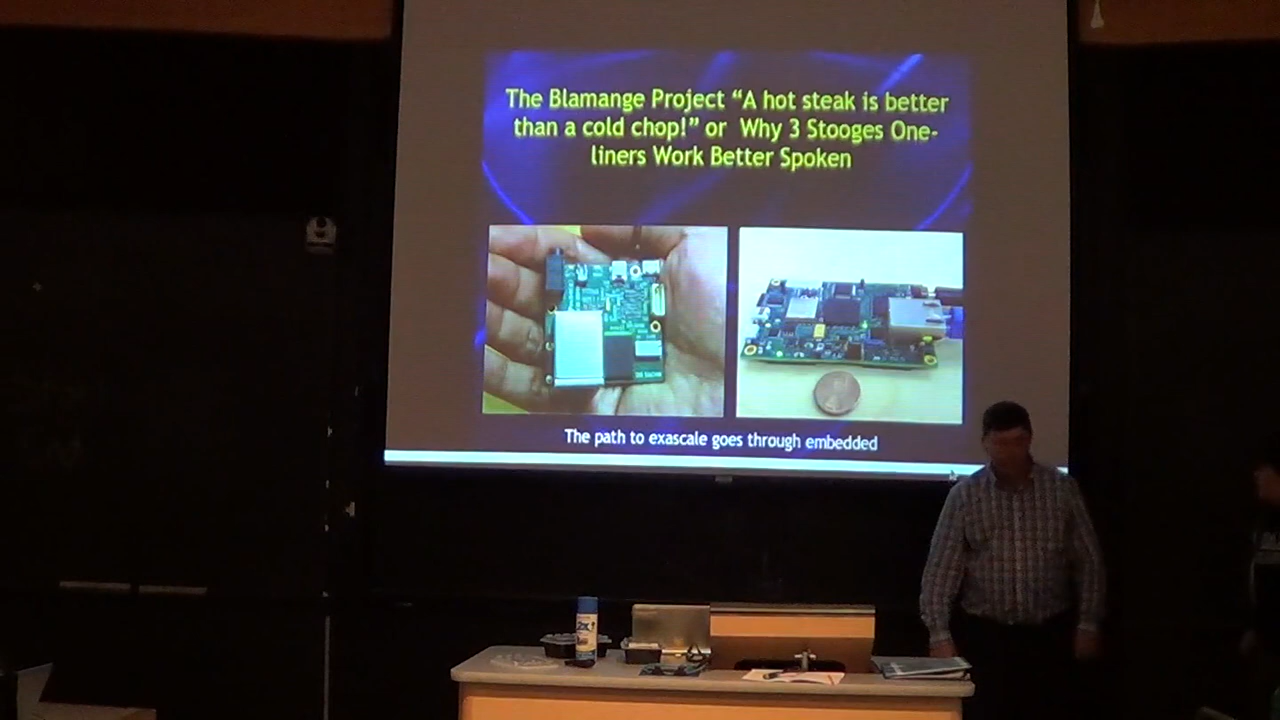 The Blamange Project “A hot steak is better
than a cold chop!” or Why 3 Stooges One-
liners Work Better Spoken
The path to exascale goes through embedded